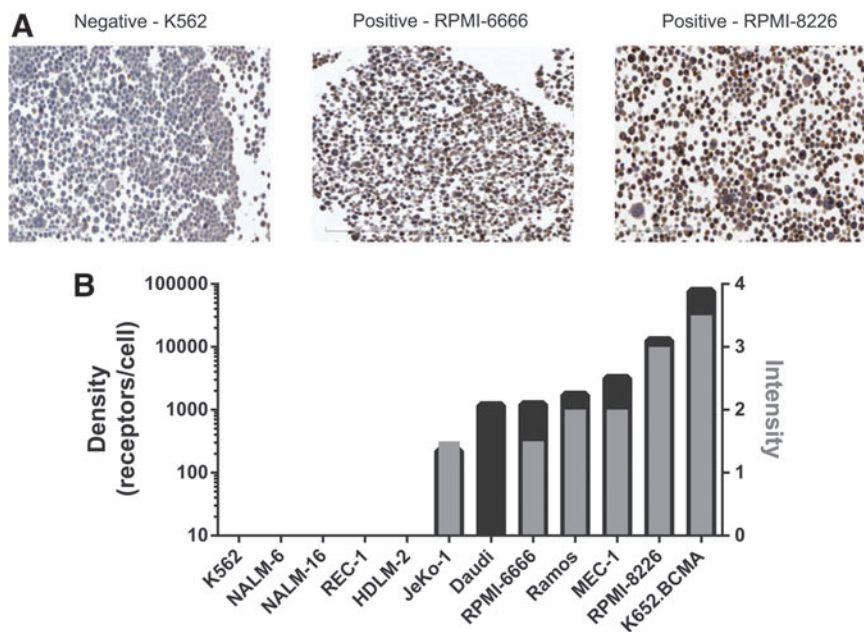 A
Negative - K562
Positive - RPMI-6666
Positive - RPMI-8226
B
Density
(receptors/cell)
100000
10000
1000
100
10
4
3
2
1
0
Intensity
K562
NALM-6
NALM-16
REC-1
HDLM-2
JeKo-1
Daudi
RPMI-6666
Ramos
MEC-1
RPMI-8226
K652.BCMA